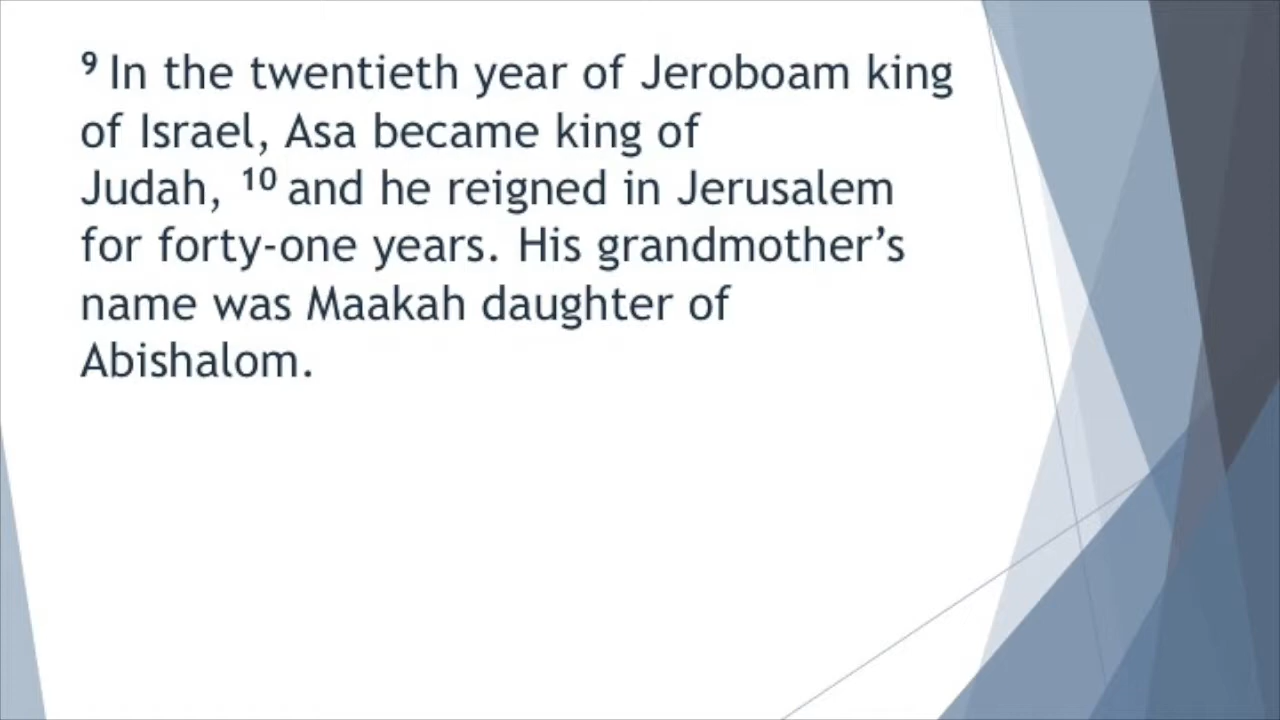 9 In the twentieth year of Jeroboam king
of Israel, Asa became king of
Judah, 10 and he reigned in Jerusalem
for forty-one years. His grandmother’s
name was Maakah daughter of
Abishalom.